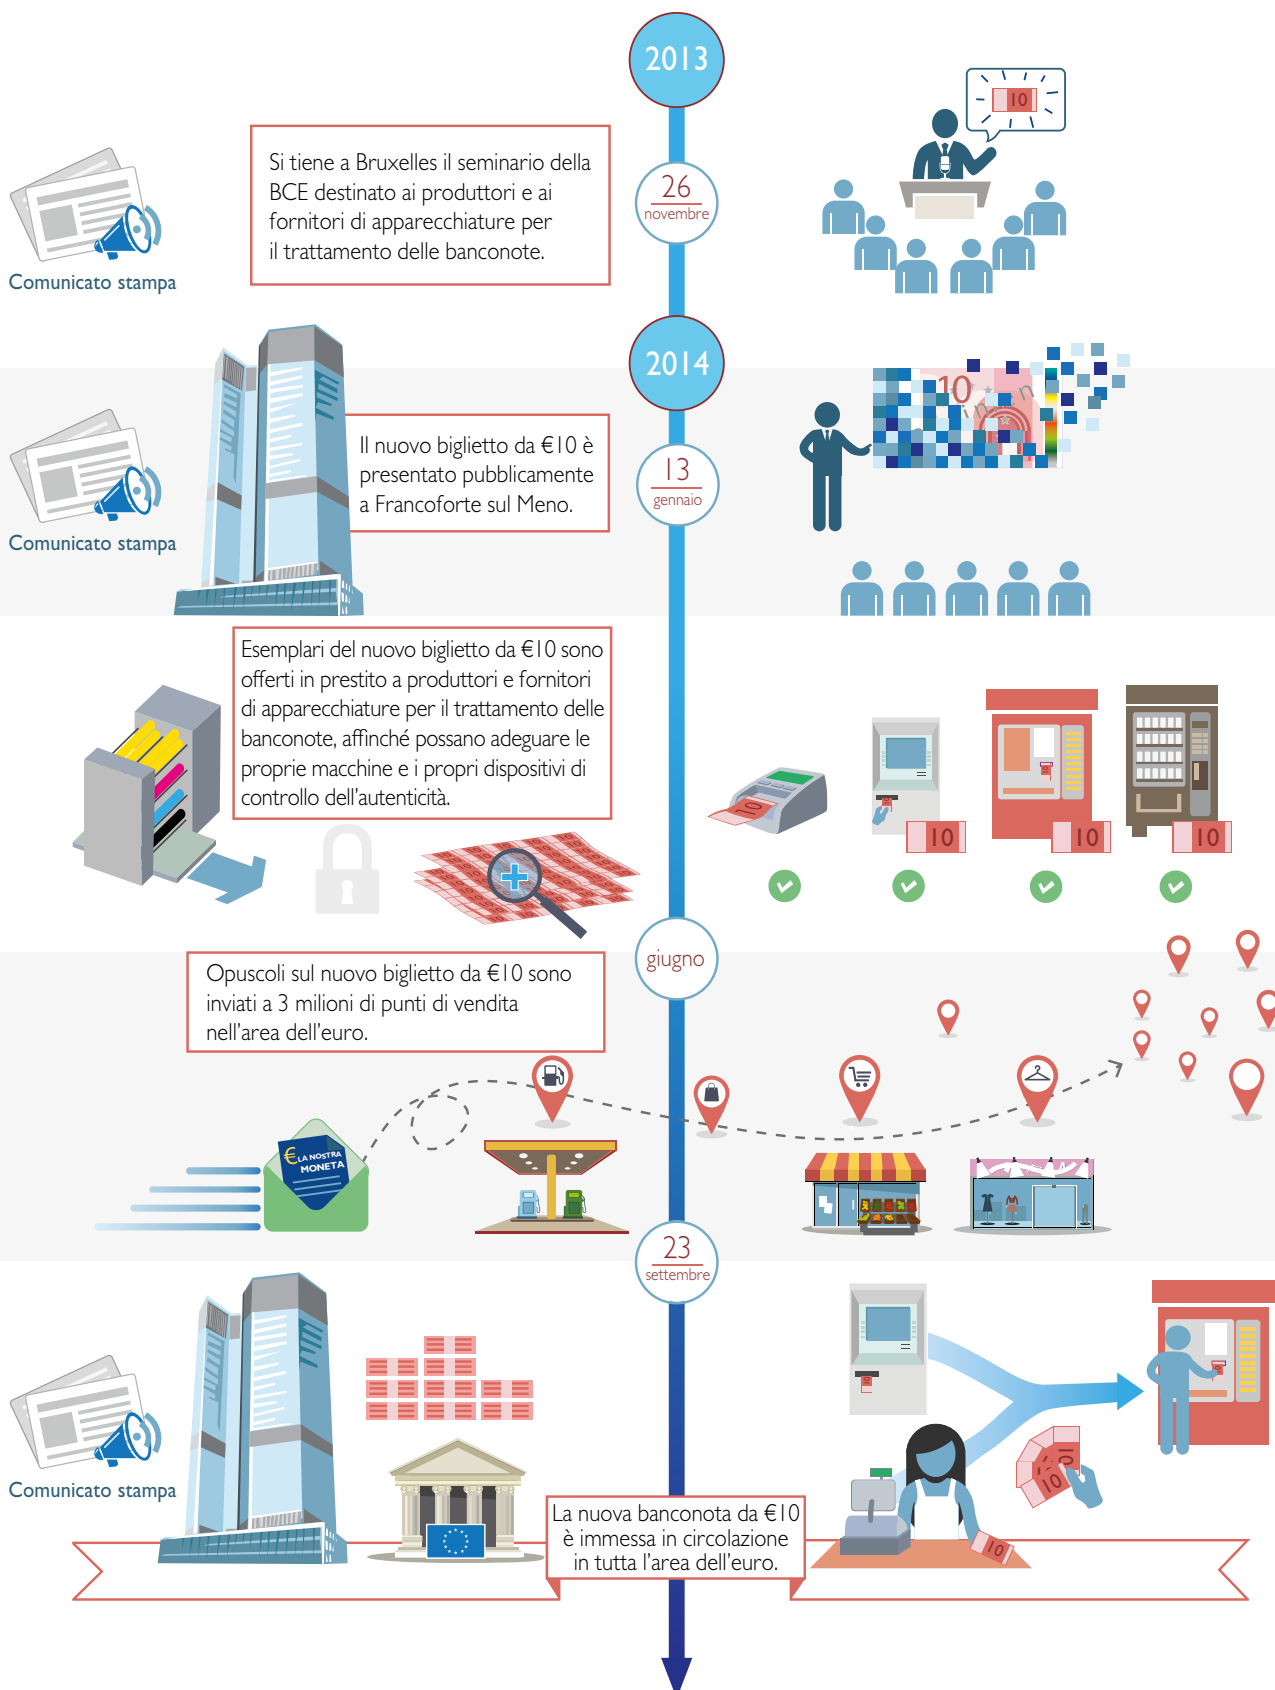 2013
Si tiene a Bruxelles il seminario della
BCE destinato ai produttori e ai
fornitori di apparecchiature per
il trattamento delle banconote.
26
novembre
10
Comunicato stampa
2014
Il nuovo biglietto da €10 è
presentato pubblicamente
a Francoforte sul Meno.
13
gennaio
10
Comunicato stampa
Esemplari del nuovo biglietto da €10 sono
offerti in prestito a produttori e fornitori
di apparecchiature per il trattamento delle
banconote, affinché possano adeguare le
proprie macchine e i propri dispositivi di
controllo dell'autenticità.
10
10
10
10
giugno
Opuscoli sul nuovo biglietto da €10 sono
inviati a 3 milioni di punti di vendita
nell'area dell'euro.
€ LA NOSTRA
MONETA
23
settembre
Comunicato stampa
10
10
La nuova banconota da €10
è immessa in circolazione
in tutta l'area dell'euro.
10